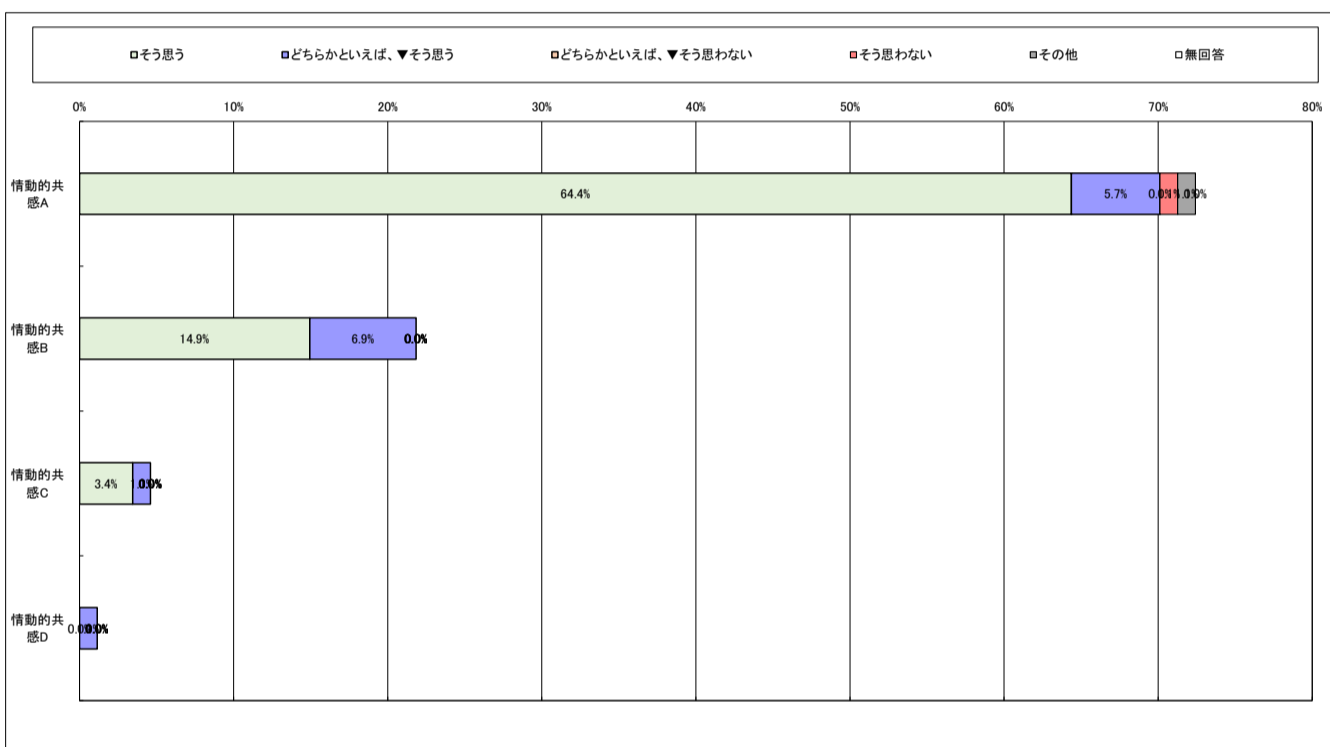 そう思う どちらかといえば、▼そう思う どちらかといえば、▼そう思わない そう思わない その他 無回答
0% 10% 20% 30% 40% 50% 60% 70% 80%
情動的共
感A
64.4% 5.7%
情動的共
感B
14.9% 6.9% 0.0%
情動的共
感C
3.4% 0.0%
情動的共
感D
0.0%